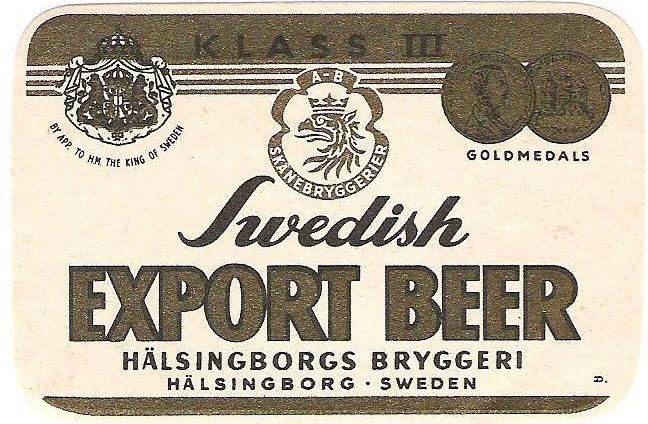 KLASS III
BY APP. TO H.M. THE KING OF SWEDEN
A-B
SKÅNEBRYGGERIER
GOLDMEDALS
Swedish
EXPORT BEER
HÄLSINGBORGS BRYGGERI
HÄLSINGBORG · SWEDEN
D.